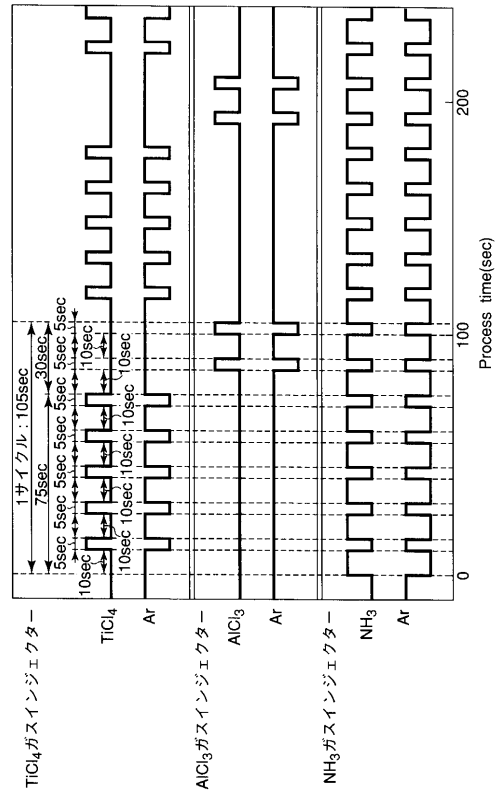 TiCl4ガスインジェクター
1サイクル：105sec
75sec
30sec
5sec 5sec 5sec 5sec 5sec 5sec 5sec
10sec
10sec 10sec 10sec 10sec 10sec
10sec
TiCl4
Ar
AlCl3ガスインジェクター
AlCl3
Ar
NH3ガスインジェクター
NH3
Ar
0
100
200
Process time(sec)